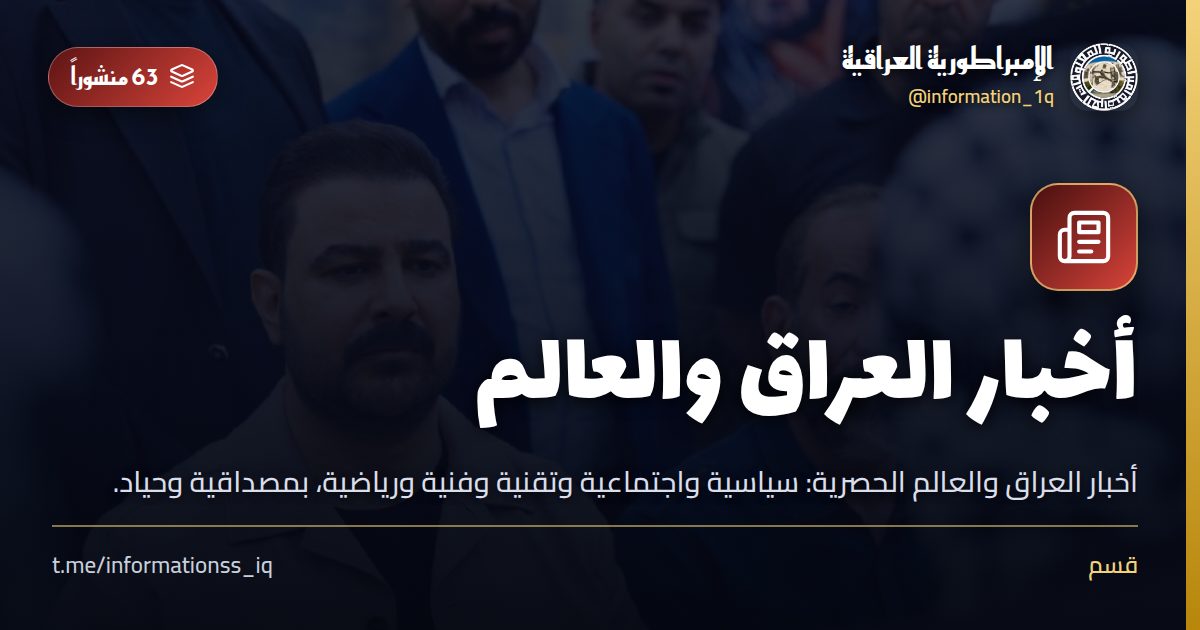 الإمبراطورية العراقية
@information_1q
63 منشوراً
أخبار العراق والعالم
أخبار العراق والعالم الحصرية: سياسية واجتماعية وتقنية وفنية ورياضية، بمصداقية وحياد.
قسم
t.me/informationss_iq